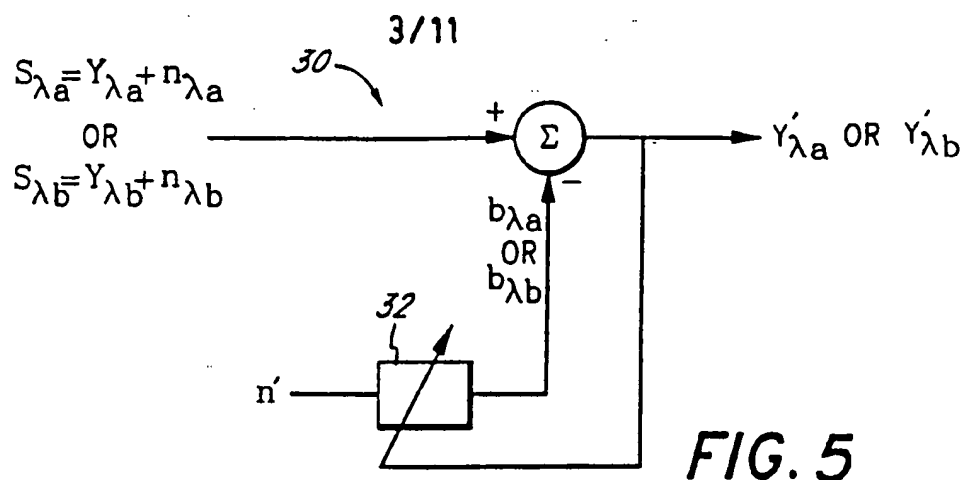 3/11
30
S_λa=Y_λa+n_λa
OR
S_λb=Y_λb+n_λb
+
Σ
−
Y′_λa OR Y′_λb
b_λa
OR
b_λb
32
n′
FIG. 5